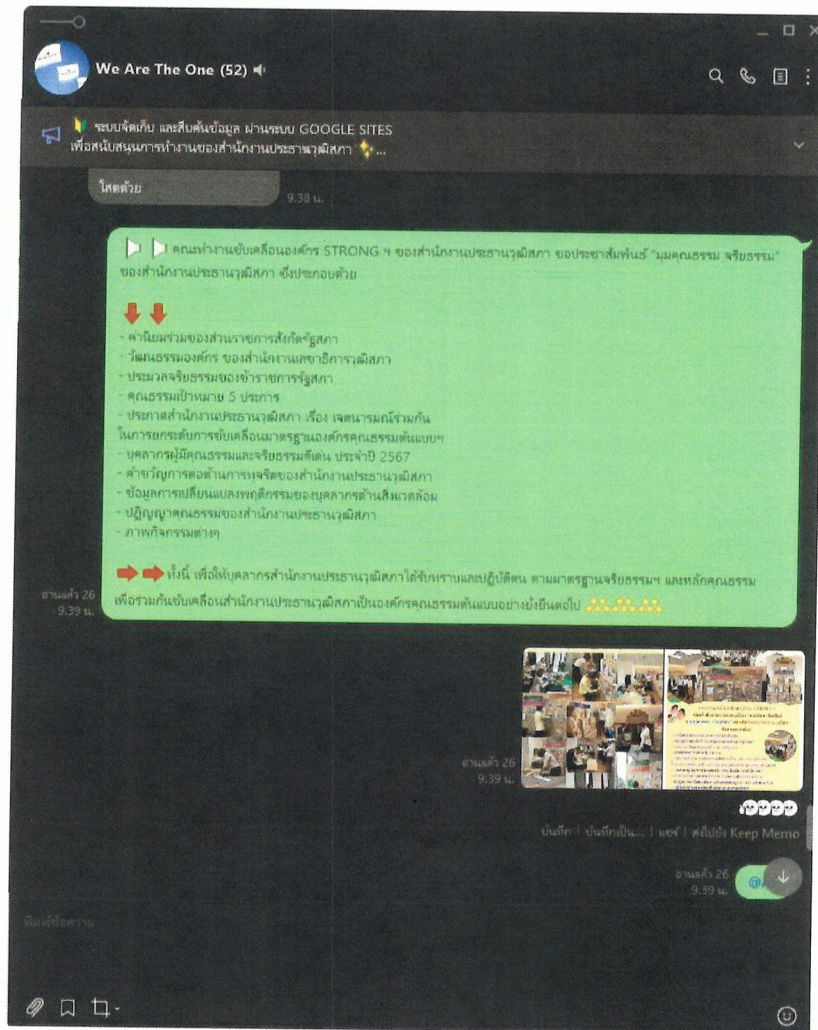 We Are The One (52)
ระบบจัดเก็บ และสืบค้นข้อมูล ผ่านระบบ GOOGLE SITES
เพื่อสนับสนุนการทำงานของสำนักงานประธานวุฒิสภา ...
โสตด้วย
9.38 น.
คณะทำงานขับเคลื่อนองค์กร STRONG ฯ ของสำนักงานประธานวุฒิสภา ขอประชาสัมพันธ์ "มุมคุณธรรม จริยธรรม"
ของสำนักงานประธานวุฒิสภา ซึ่งประกอบด้วย
- ค่านิยมร่วมของส่วนราชการสังกัดรัฐสภา
- วัฒนธรรมองค์กร ของสำนักงานเลขาธิการวุฒิสภา
- ประมวลจริยธรรมของข้าราชการรัฐสภา
- คุณธรรมเป้าหมาย 5 ประการ
- ประกาศสำนักงานประธานวุฒิสภา เรื่อง เจตนารมณ์ร่วมกัน
ในการยกระดับการขับเคลื่อนมาตรฐานองค์กรคุณธรรมต้นแบบฯ
- บุคลากรผู้มีคุณธรรมและจริยธรรมดีเด่น ประจำปี 2567
- คำขวัญการต่อต้านการทุจริตของสำนักงานประธานวุฒิสภา
- ข้อมูลการเปลี่ยนแปลงพฤติกรรมของบุคลากรด้านสิ่งแวดล้อม
- ปฏิญญาคุณธรรมของสำนักงานประธานวุฒิสภา
- ภาพกิจกรรมต่างๆ
ทั้งนี้ เพื่อให้บุคลากรสำนักงานประธานวุฒิสภาได้รับทราบและปฏิบัติตน ตามมาตรฐานจริยธรรมฯ และหลักคุณธรรม
เพื่อร่วมกันขับเคลื่อนสำนักงานประธานวุฒิสภาเป็นองค์กรคุณธรรมต้นแบบอย่างยั่งยืนต่อไป
อ่านแล้ว 26
9.39 น.
อ่านแล้ว 26
9.39 น.
บันทึก | บันทึกเป็น... | แชร์ | ส่งไปยัง Keep Memo
อ่านแล้ว 26
9.39 น.
พิมพ์ข้อความ